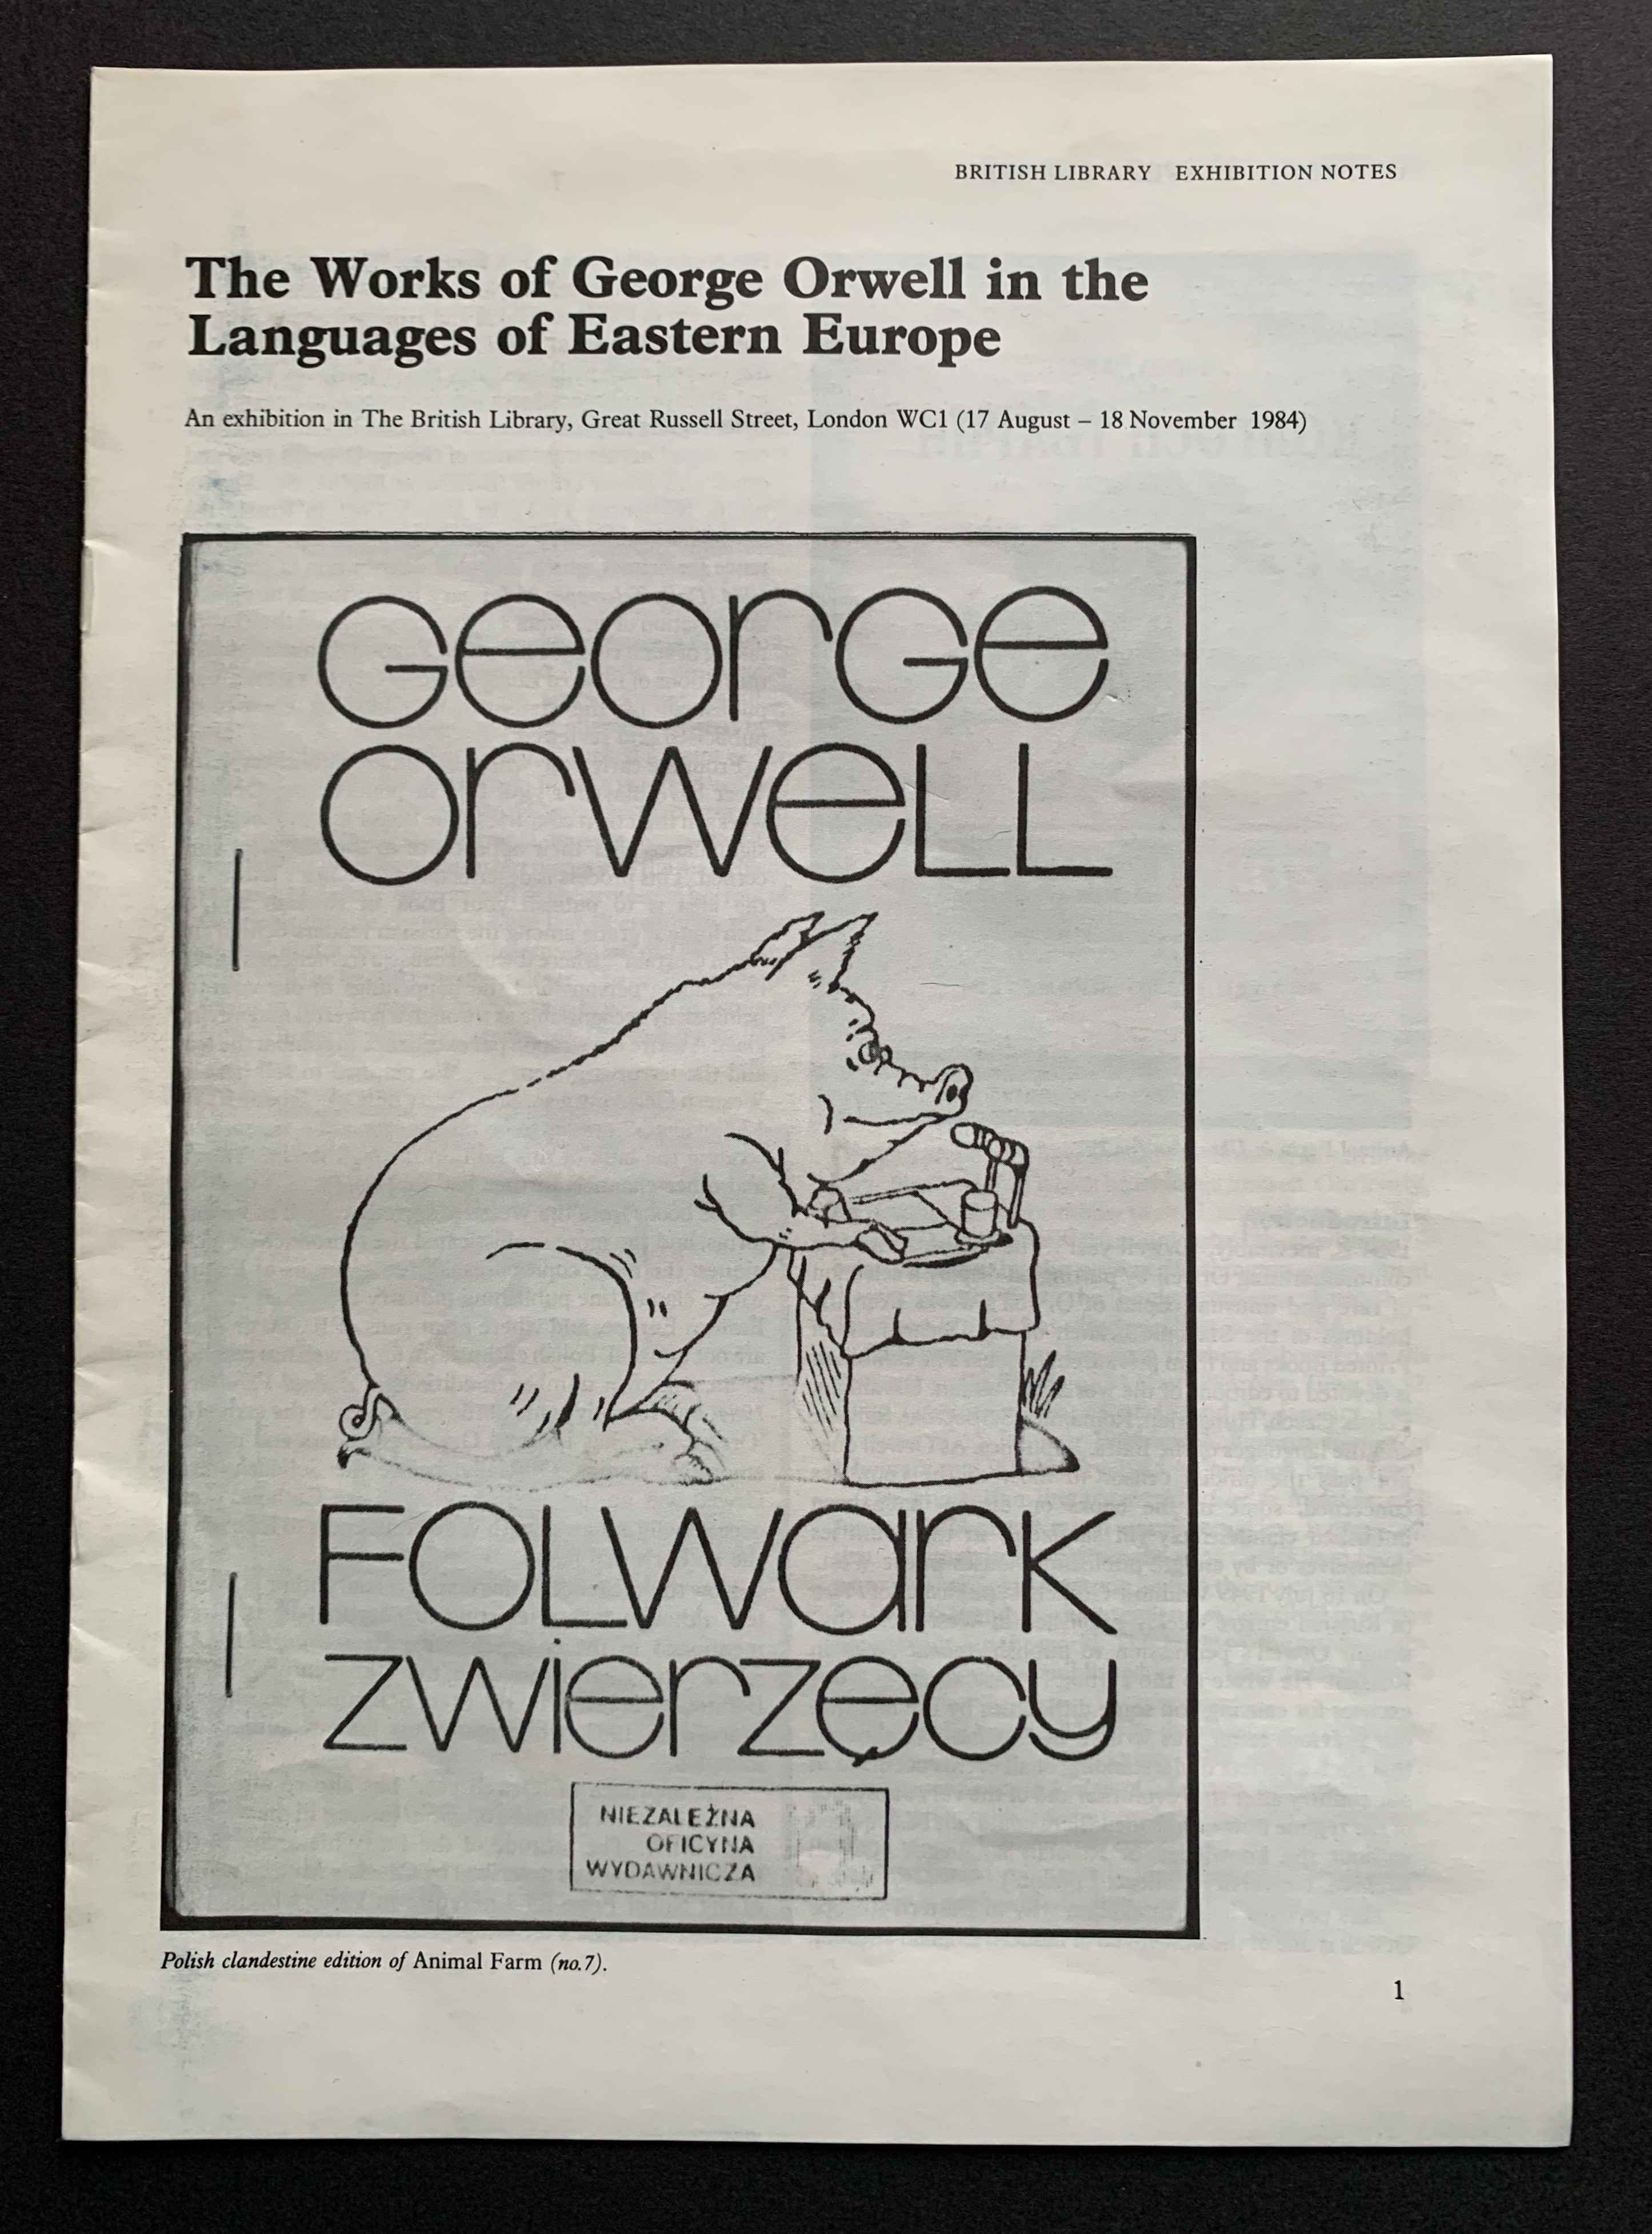 BRITISH LIBRARY EXHIBITION NOTES
The Works of George Orwell in the
Languages of Eastern Europe
An exhibition in The British Library, Great Russell Street, London WC1 (17 August – 18 November 1984)
George
Orwell
Folwark
zwierzęcy
NIEZALEŻNA
OFICYNA
WYDAWNICZA
Polish clandestine edition of Animal Farm (no.7).
1